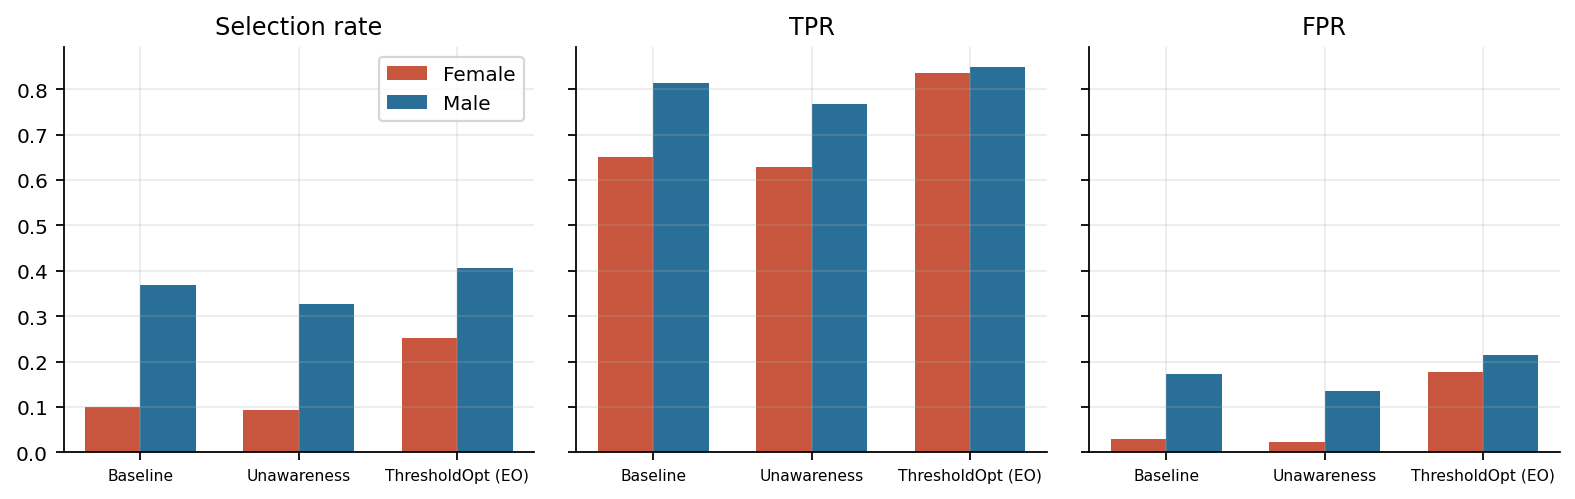 Selection rate
TPR
FPR
Female
Male
0.8
0.7
0.6
0.5
0.4
0.3
0.2
0.1
0.0
Baseline
Unawareness
ThresholdOpt (EO)
Baseline
Unawareness
ThresholdOpt (EO)
Baseline
Unawareness
ThresholdOpt (EO)